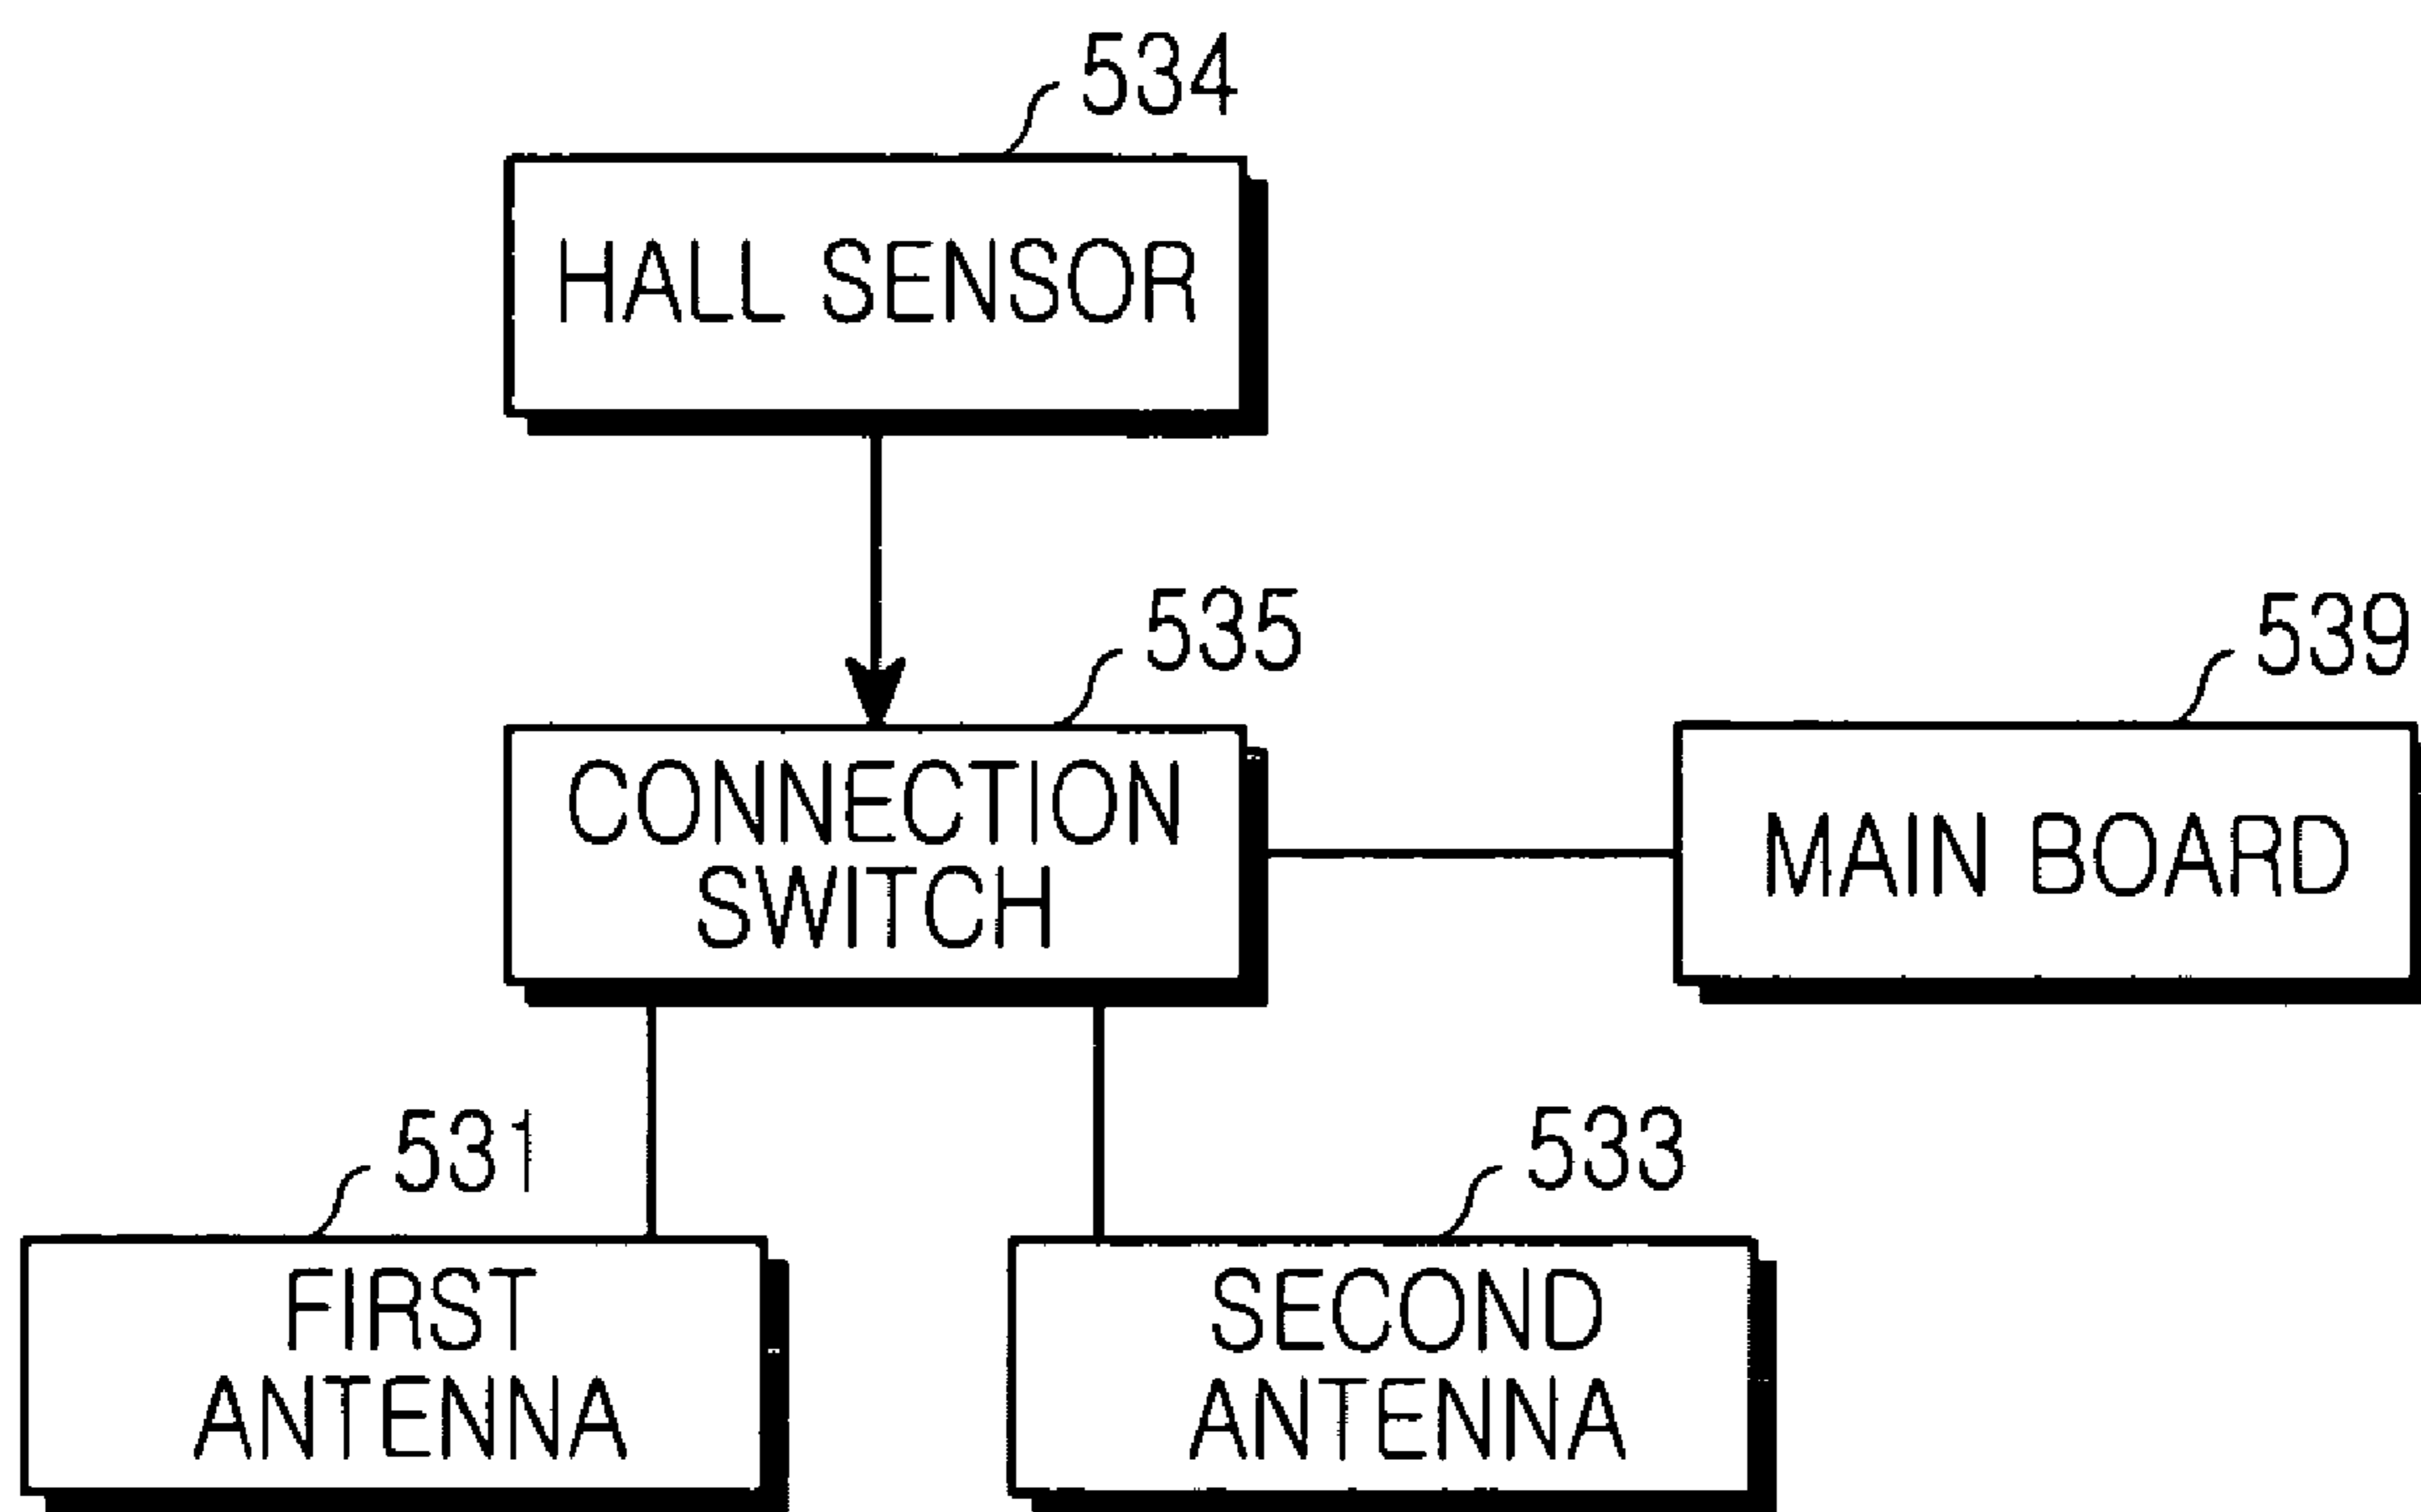 534
HALL SENSOR
535
539
CONNECTION
SWITCH
MAIN BOARD
531
533
FIRST
ANTENNA
SECOND
ANTENNA